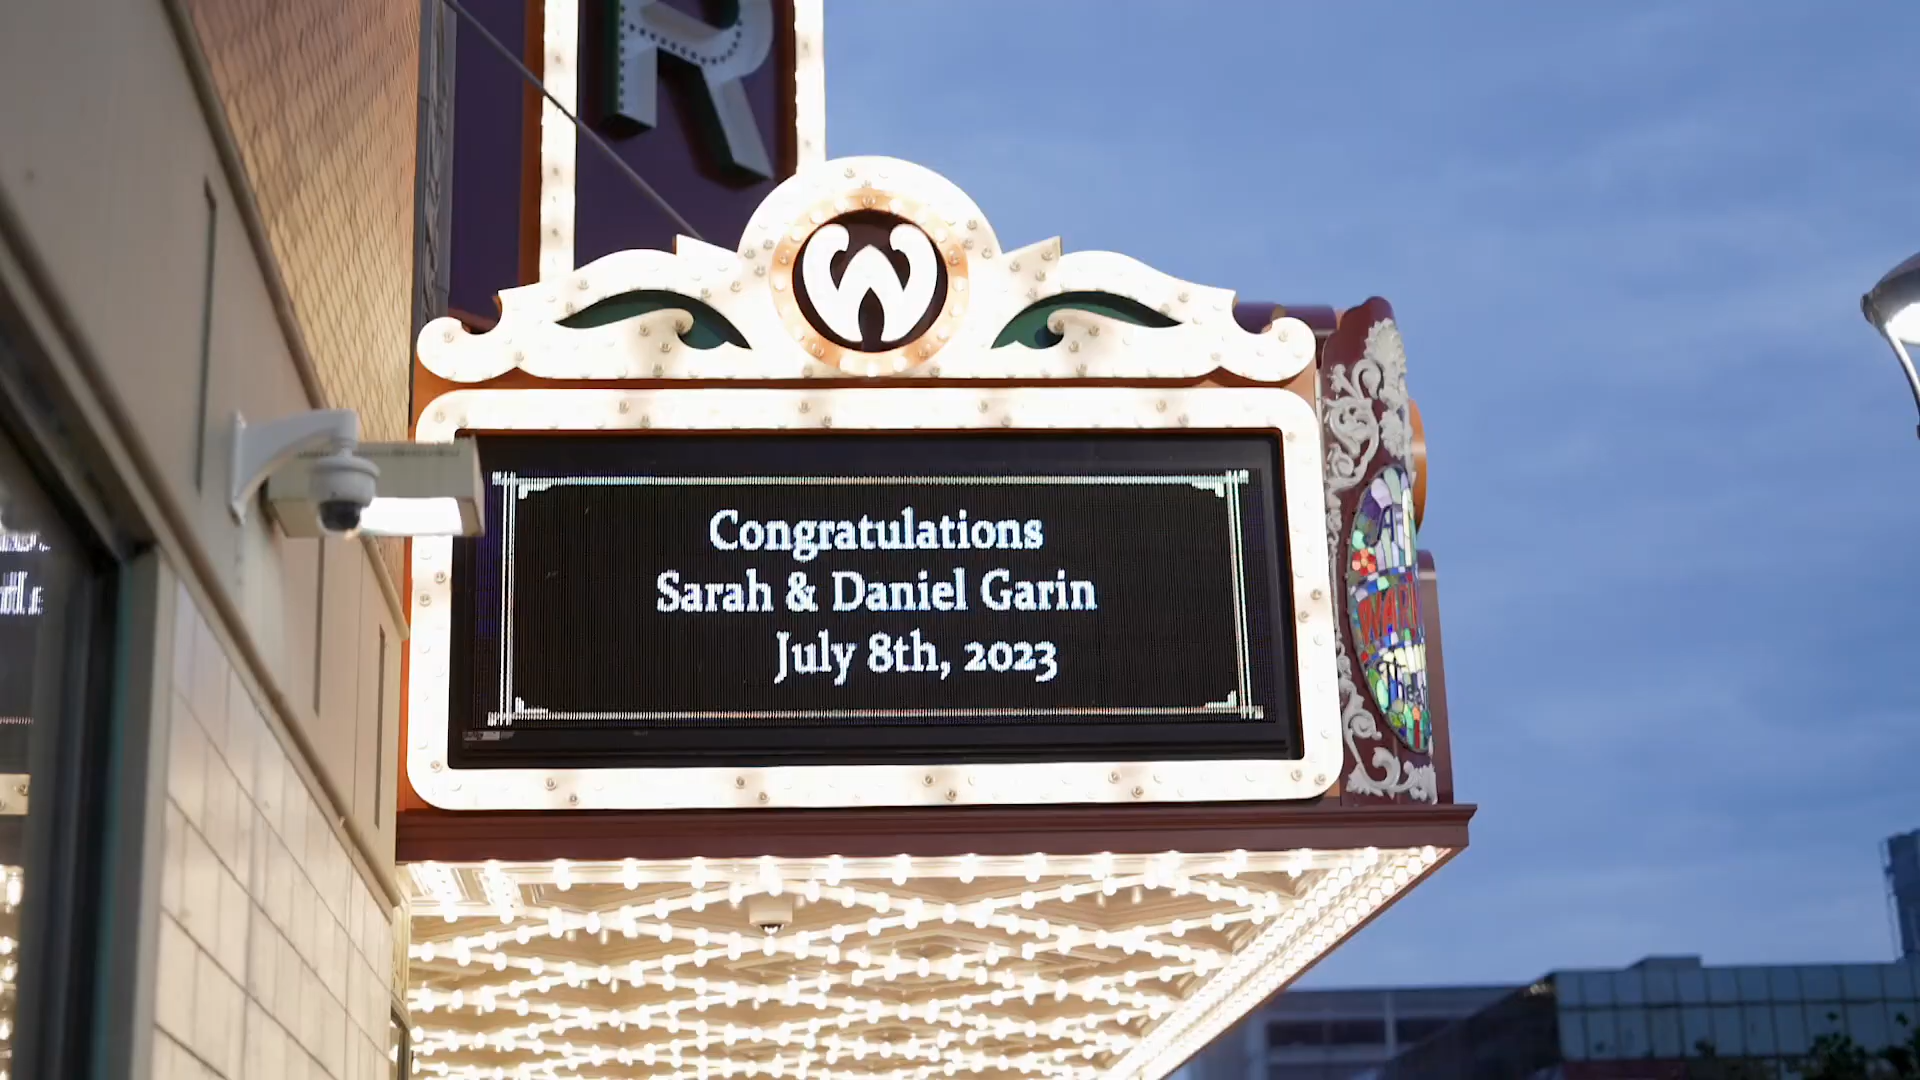 R
W
Congratulations
Sarah & Daniel Garin
July 8th, 2023